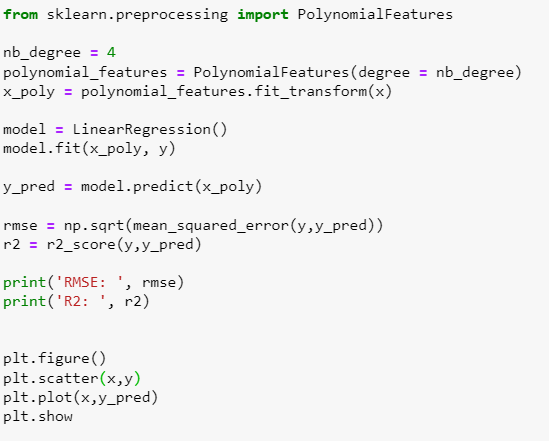 from sklearn.preprocessing import PolynomialFeatures
nb_degree = 4
polynomial_features = PolynomialFeatures(degree = nb_degree)
x_poly = polynomial_features.fit_transform(x)
model = LinearRegression()
model.fit(x_poly, y)
y_pred = model.predict(x_poly)
rmse = np.sqrt(mean_squared_error(y,y_pred))
r2 = r2_score(y,y_pred)
print('RMSE: ', rmse)
print('R2: ', r2)
plt.figure()
plt.scatter(x,y)
plt.plot(x,y_pred)
plt.show